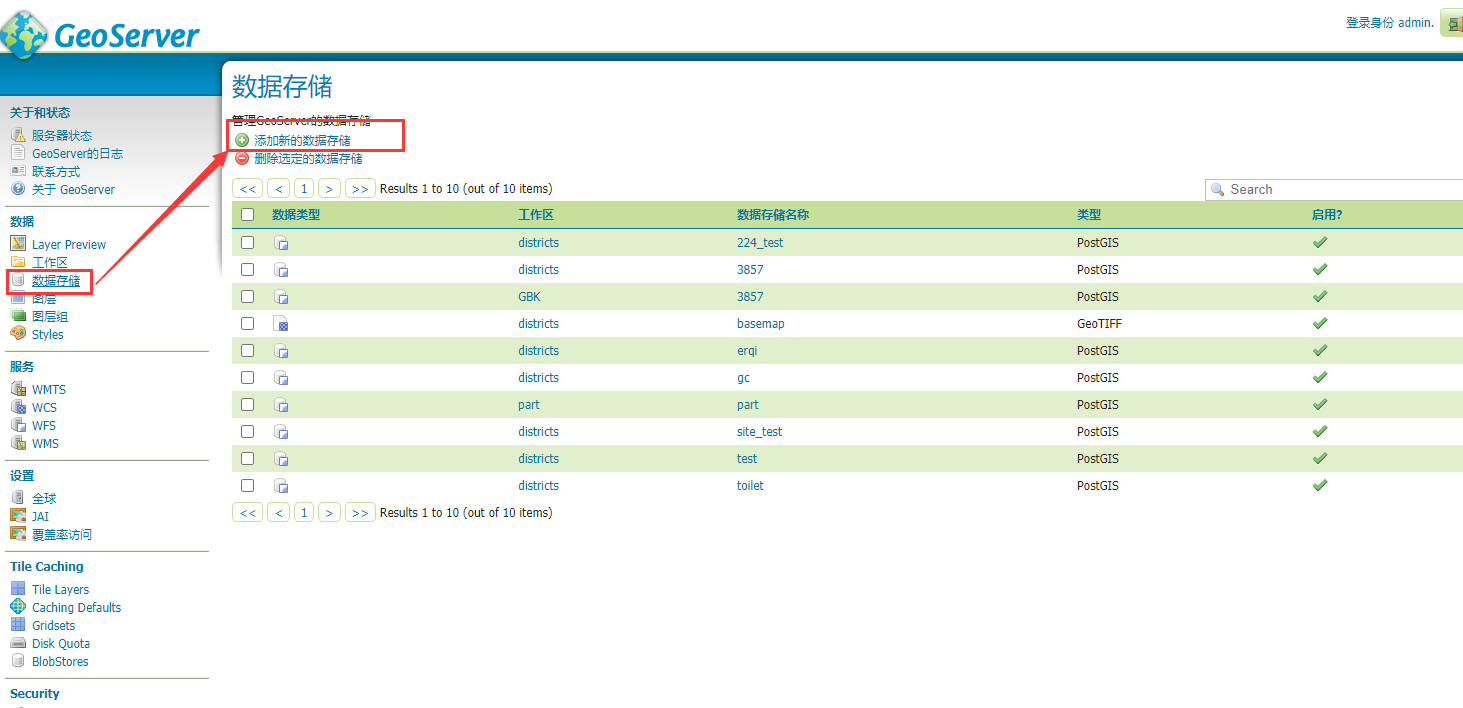 GeoServer
登录身份 admin.
关于和状态
服务器状态
GeoServer的日志
联系方式
关于 GeoServer
数据
Layer Preview
工作区
数据存储
图层
图层组
Styles
服务
WMTS
WCS
WFS
WMS
设置
全球
JAI
覆盖率访问
Tile Caching
Tile Layers
Caching Defaults
Gridsets
Disk Quota
BlobStores
Security
数据存储
管理GeoServer的数据存储
添加新的数据存储
删除选定的数据存储
<< < 1 > >> Results 1 to 10 (out of 10 items)
Search
数据类型 工作区 数据存储名称 类型 启用?
districts 224_test PostGIS
districts 3857 PostGIS
GBK 3857 PostGIS
districts basemap GeoTIFF
districts erqi PostGIS
districts gc PostGIS
part part PostGIS
districts site_test PostGIS
districts test PostGIS
districts toilet PostGIS
<< < 1 > >> Results 1 to 10 (out of 10 items)